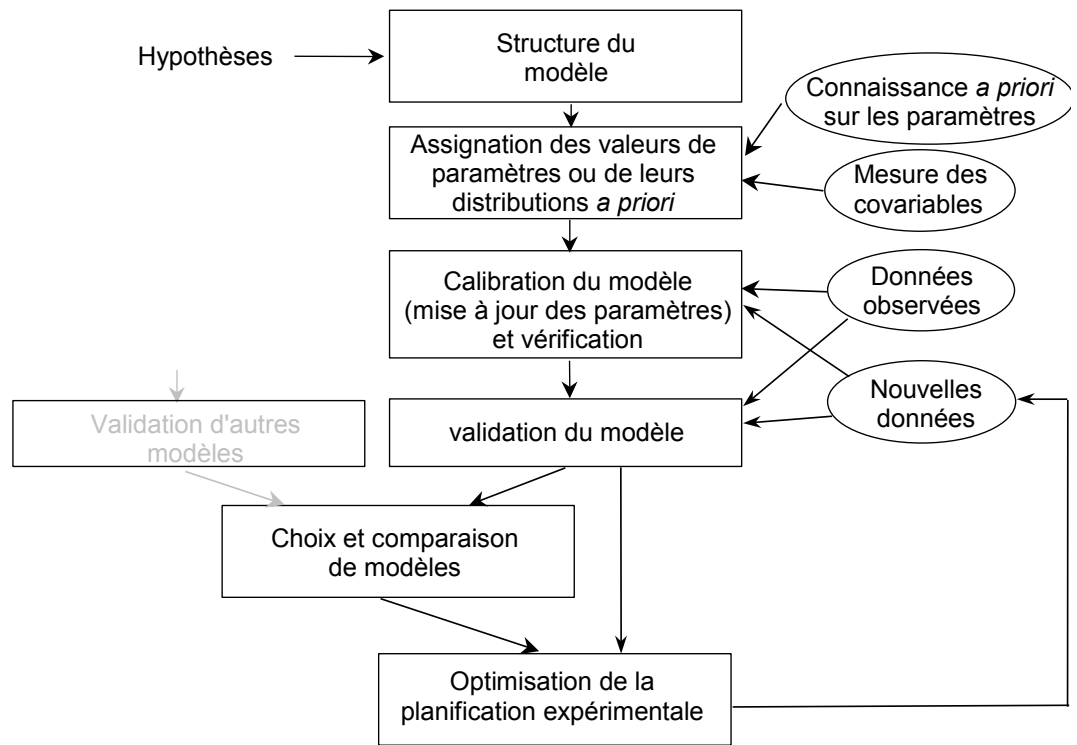 Hypothèses
Structure du
modèle
Connaissance a priori
sur les paramètres
Assignation des valeurs de
paramètres ou de leurs
distributions a priori
Mesure des
covariables
Calibration du modèle
(mise à jour des paramètres)
et vérification
Données
observées
Validation d'autres
modèles
validation du modèle
Nouvelles
données
Choix et comparaison
de modèles
Optimisation de la
planification expérimentale